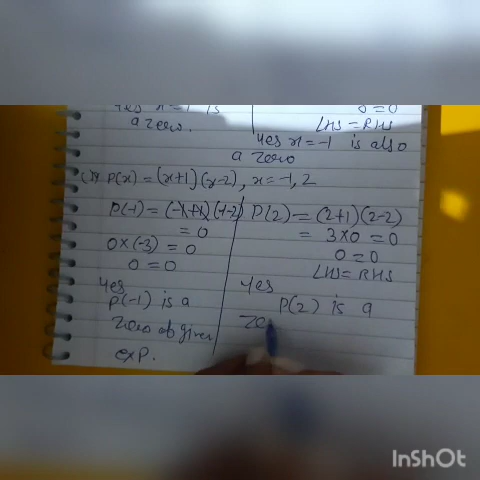 Yes x=-1 is
a zero.
0=0
LHS=RHS
Yes x=-1 is also
a zero
P(x)=(x+1)(x-2), x=-1,2
P(-1)=(-1+1)(-1-2)
=0
0×(-3)=0
0=0
Yes
P(-1) is a
zero of given
exp.
P(2)=(2+1)(2-2)
=3×0=0
0=0
LHS=RHS
Yes
P(2) is a
ze
InShOt